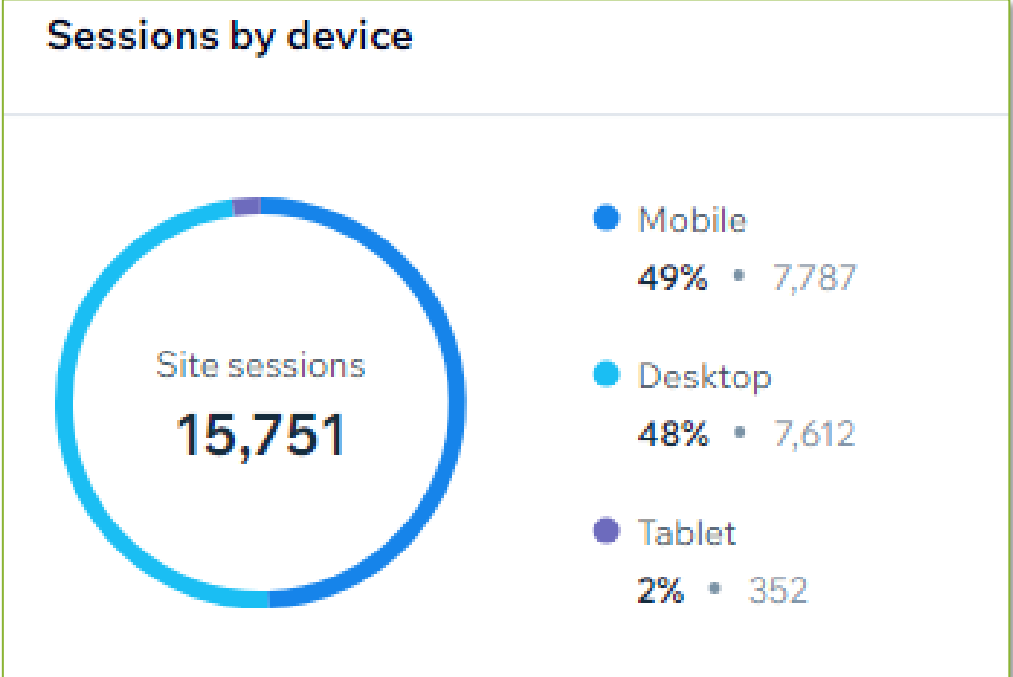 Sessions by device
Site sessions
15,751
Mobile
49% • 7,787
Desktop
48% • 7,612
Tablet
2% • 352